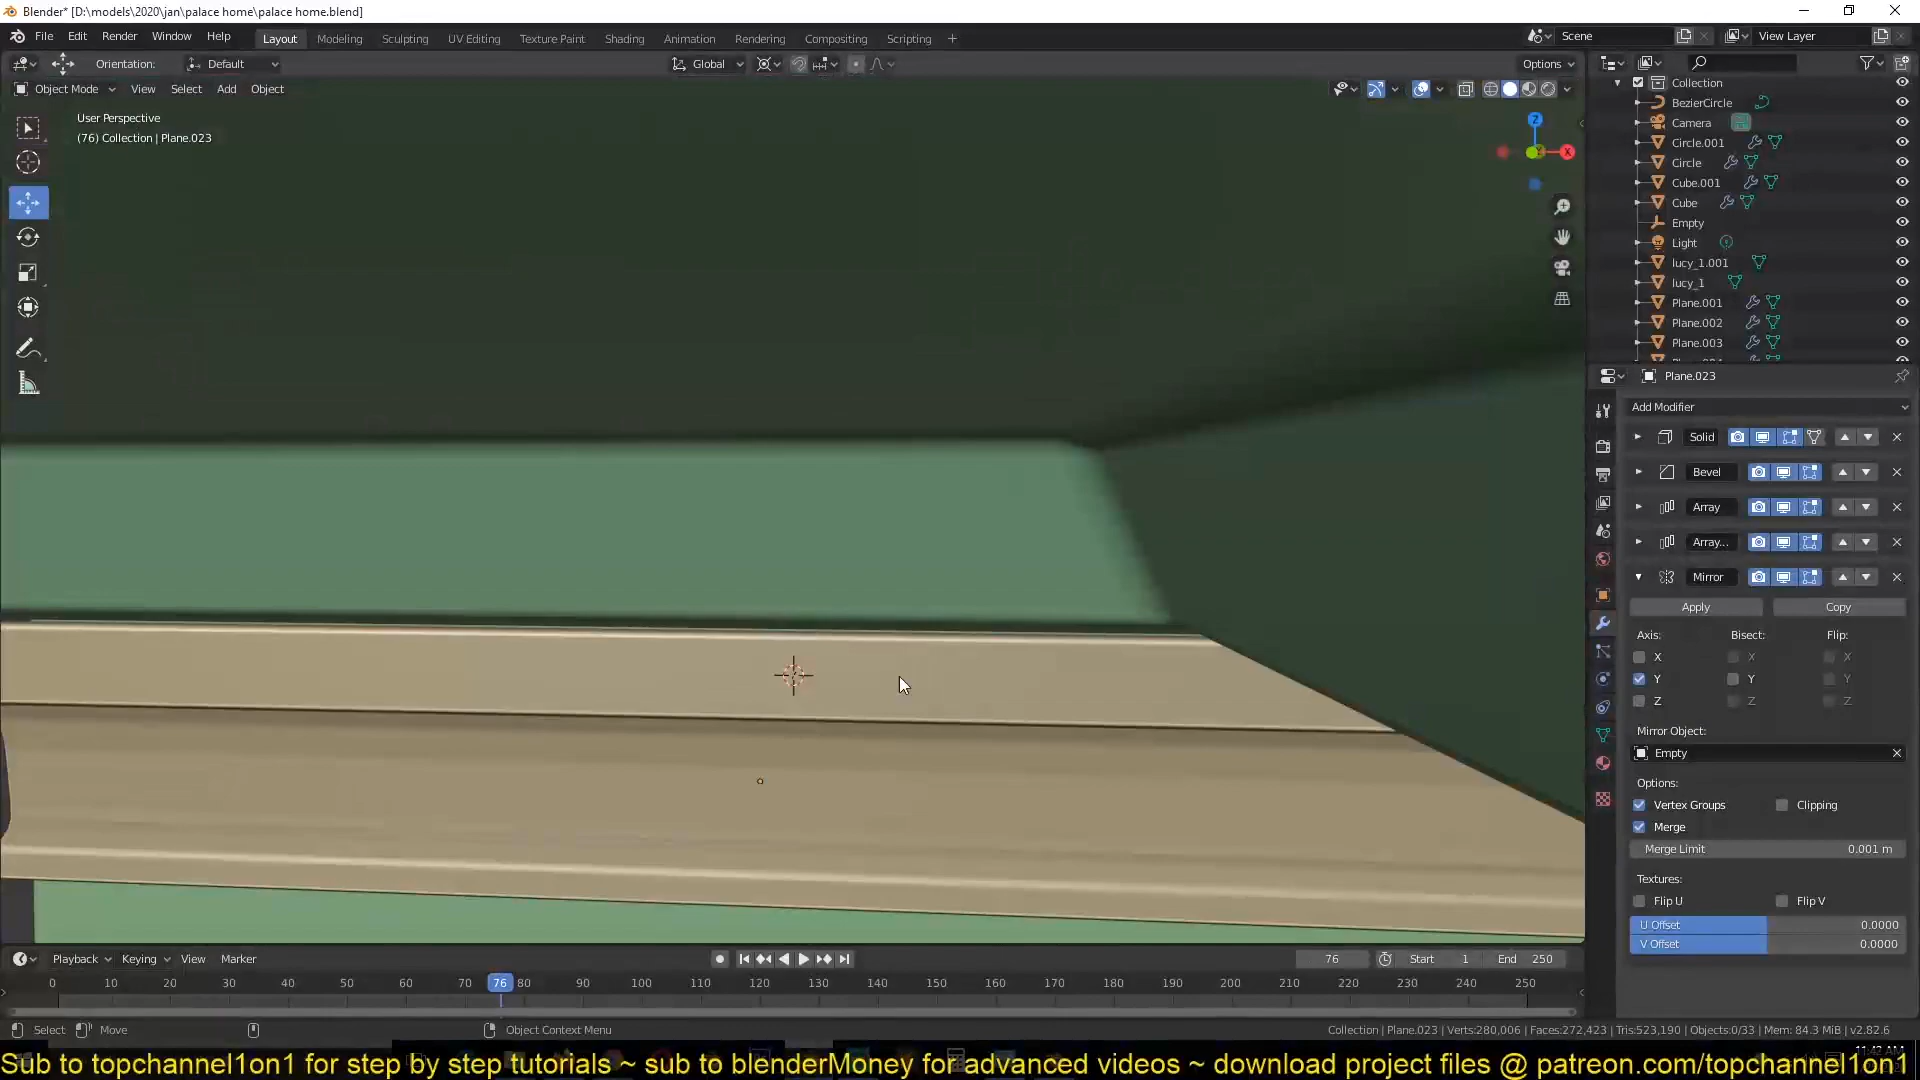 Blender* [D:\models\2020\jan\palace home\palace home.blend]
File Edit Render Window Help
Layout Modeling Sculpting UV Editing Texture Paint Shading Animation Rendering Compositing Scripting
Scene
View Layer
Orientation: Default
Global
Options
Object Mode View Select Add Object
User Perspective
(76) Collection | Plane.023
Z
X
Collection
BezierCircle
Camera
Circle.001
Circle
Cube.001
Cube
Empty
Light
lucy_1.001
lucy_1
Plane.001
Plane.002
Plane.003
Plane.023
Add Modifier
Solid
Bevel
Array
Array...
Mirror
Apply Copy
Axis: Bisect: Flip:
X X X
Y Y Y
Z Z Z
Mirror Object:
Empty
Options:
Vertex Groups Clipping
Merge
Merge Limit 0.001 m
Textures:
Flip U Flip V
U Offset 0.0000
V Offset 0.0000
Playback Keying View Marker
76 Start 1 End 250
0 10 20 30 40 50 60 70 76 80 90 100 110 120 130 140 150 160 170 180 190 200 210 220 230 240 250
Select Move Object Context Menu
Collection | Plane.023 | Verts:280,006 | Faces:272,423 | Tris:523,190 | Objects:0/33 | Mem: 84.3 MiB | v2.82.6
Sub to topchannel1on1 for step by step tutorials ~ sub to blenderMoney for advanced videos ~ download project files @ patreon.com/topchannel1on1